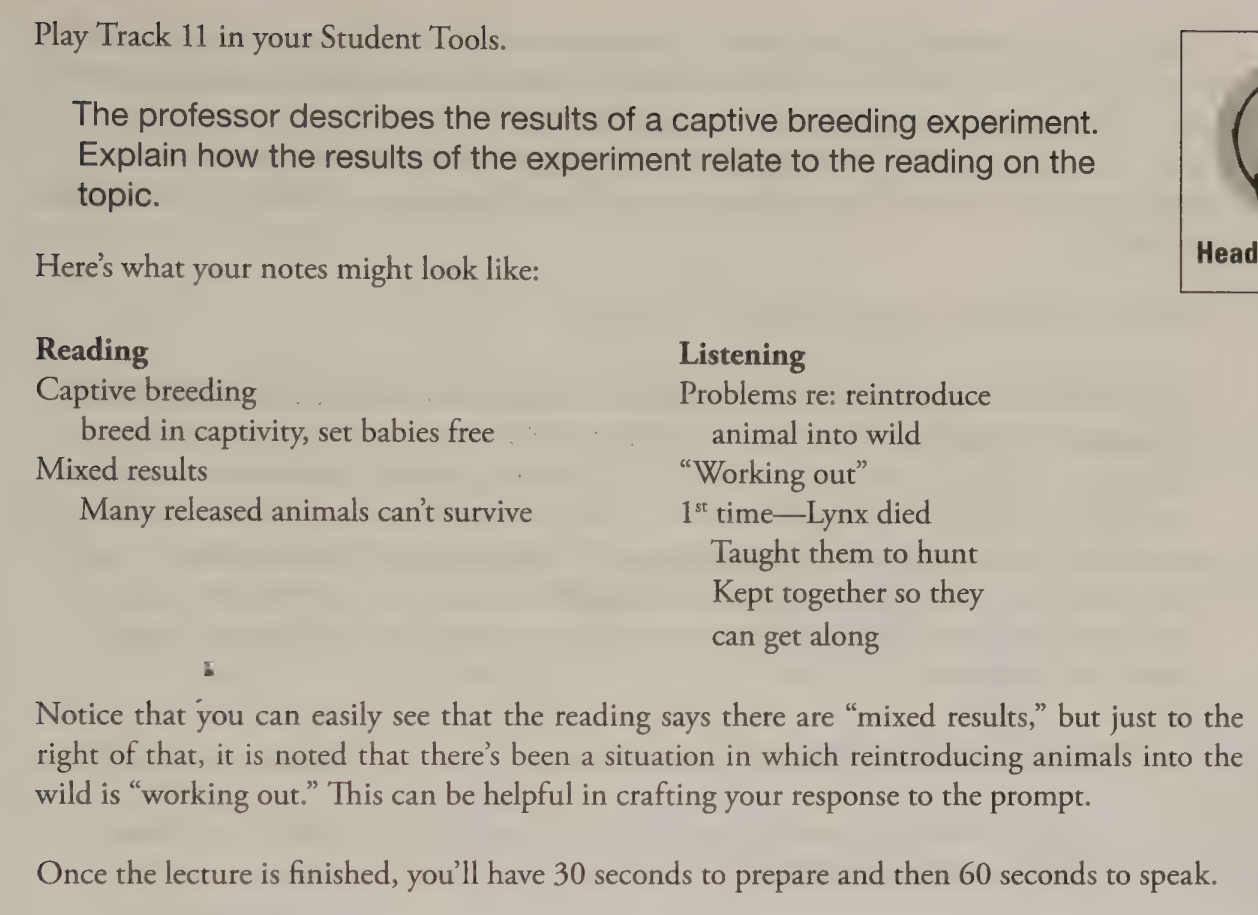 Play Track 11 in your Student Tools.
The professor describes the results of a captive breeding experiment.
Explain how the results of the experiment relate to the reading on the
topic.
Head
Here's what your notes might look like:
Reading
Captive breeding
breed in captivity, set babies free
Mixed results
Many released animals can't survive
Listening
Problems re: reintroduce
animal into wild
"Working out"
1st time—Lynx died
Taught them to hunt
Kept together so they
can get along
Notice that you can easily see that the reading says there are "mixed results," but just to the
right of that, it is noted that there's been a situation in which reintroducing animals into the
wild is "working out." This can be helpful in crafting your response to the prompt.
Once the lecture is finished, you'll have 30 seconds to prepare and then 60 seconds to speak.